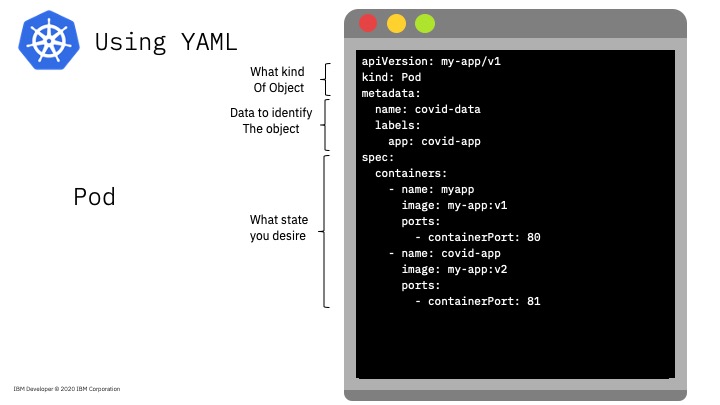 Using YAML
What kind
Of Object
Data to identify
The object
Pod
What state
you desire
apiVersion: my-app/v1
kind: Pod
metadata:
  name: covid-data
  labels:
    app: covid-app
spec:
  containers:
    - name: myapp
      image: my-app:v1
      ports:
        - containerPort: 80
    - name: covid-app
      image: my-app:v2
      ports:
        - containerPort: 81
IBM Developer © 2020 IBM Corporation